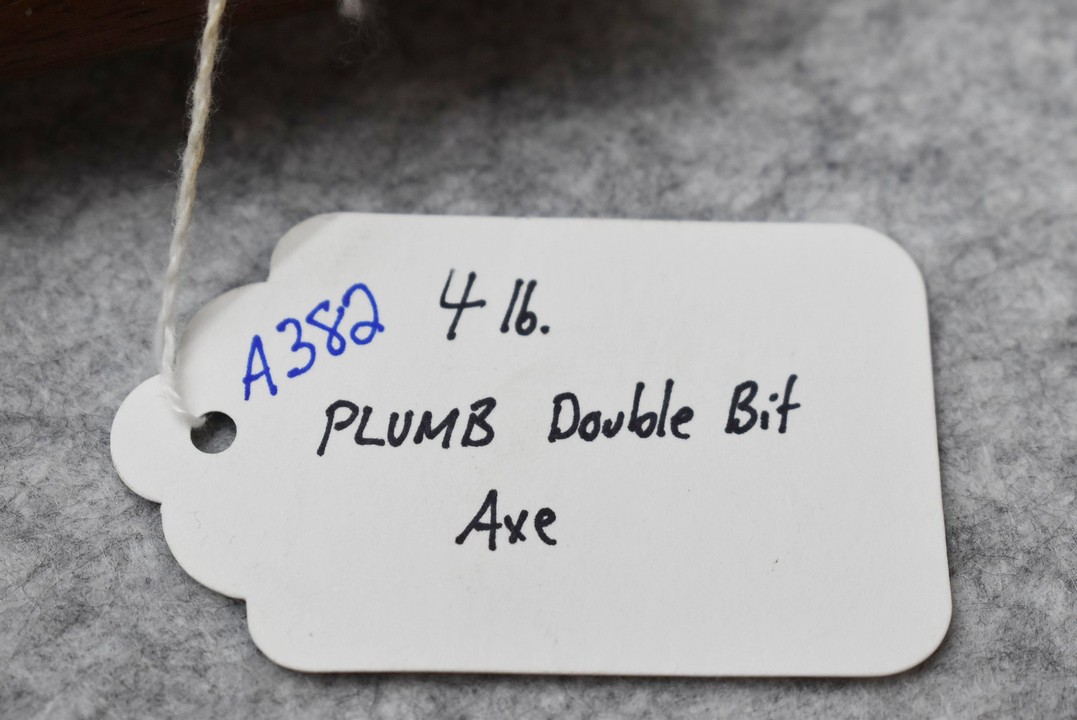 A382 4 lb.
PLUMB Double Bit
Axe